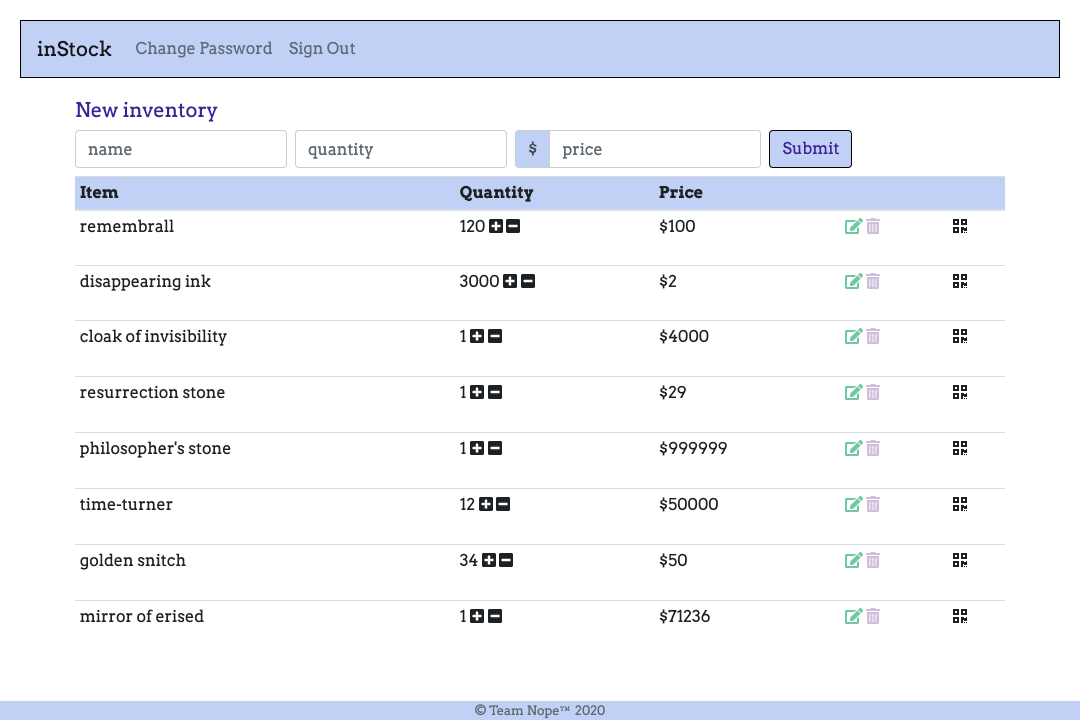 inStock Change Password Sign Out
New inventory
name quantity $ price Submit
Item Quantity Price
remembrall 120 $100
disappearing ink 3000 $2
cloak of invisibility 1 $4000
resurrection stone 1 $29
philosopher's stone 1 $999999
time-turner 12 $50000
golden snitch 34 $50
mirror of erised 1 $71236
© Team Nope™ 2020